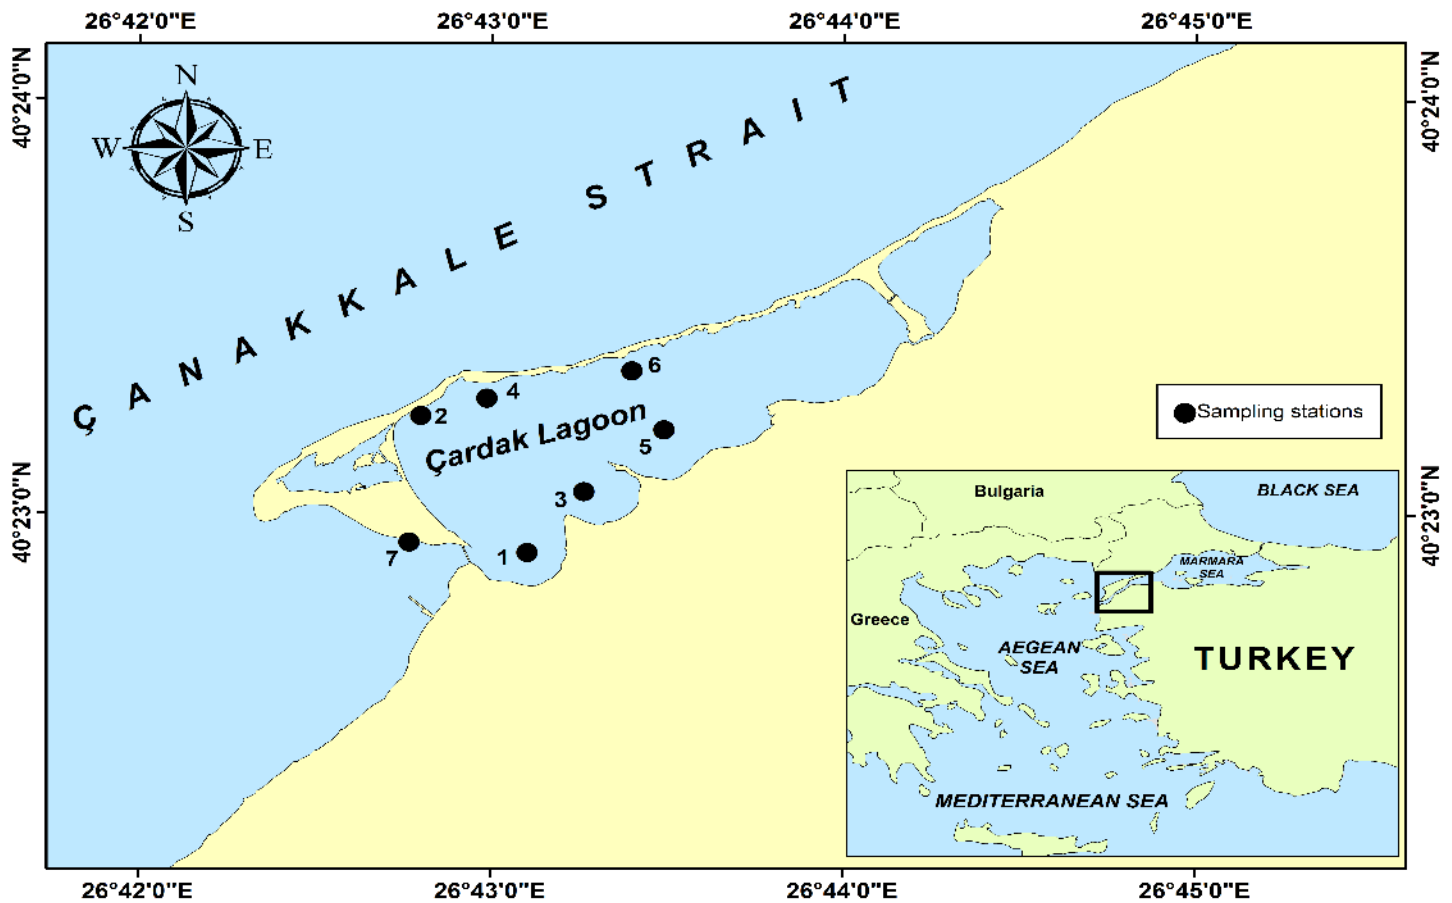 26°42'0"E 26°43'0"E 26°44'0"E 26°45'0"E
40°24'0"N
40°24'0"N
N
W E
S
ÇANAKKALE STRAIT
6
4
2
Çardak Lagoon
5
3
7
1
Sampling stations
40°23'0"N
40°23'0"N
Bulgaria
BLACK SEA
MARMARA
SEA
Greece
AEGEAN
SEA
TURKEY
MEDITERRANEAN SEA
26°42'0"E 26°43'0"E 26°44'0"E 26°45'0"E